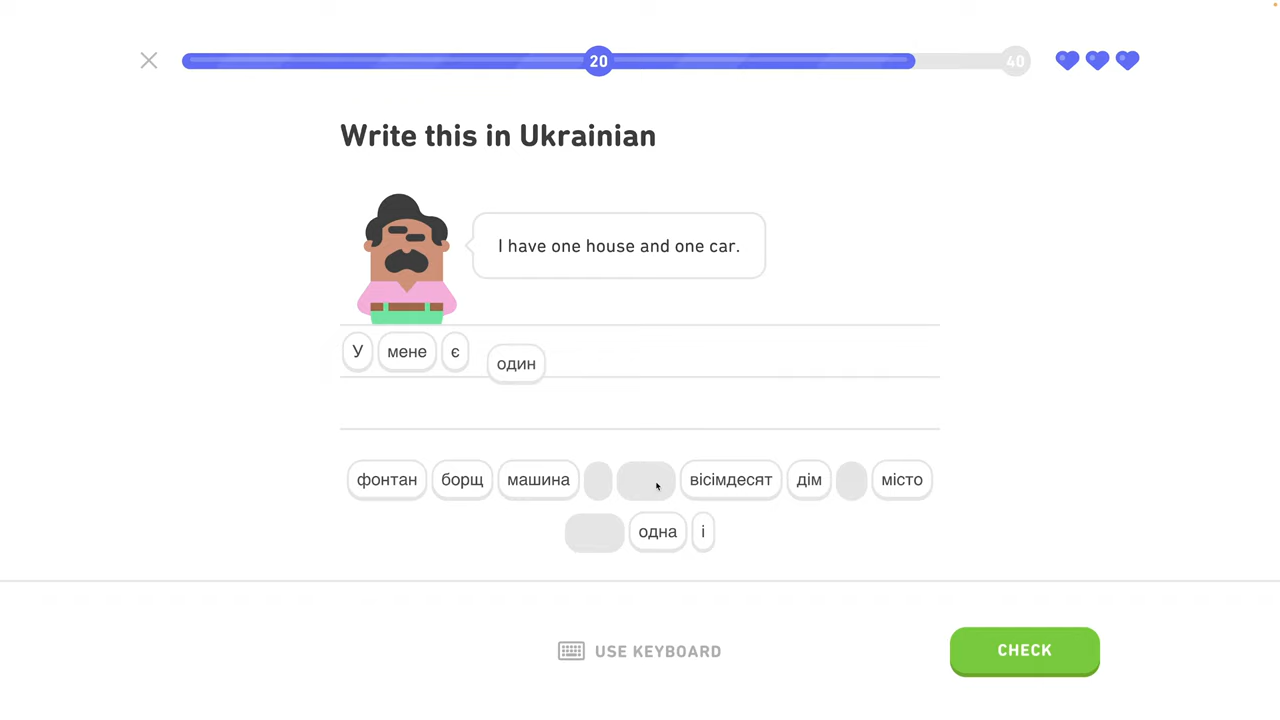 20
40
Write this in Ukrainian
I have one house and one car.
У мене є один
фонтан борщ машина вісімдесят дім місто
одна і
USE KEYBOARD
CHECK